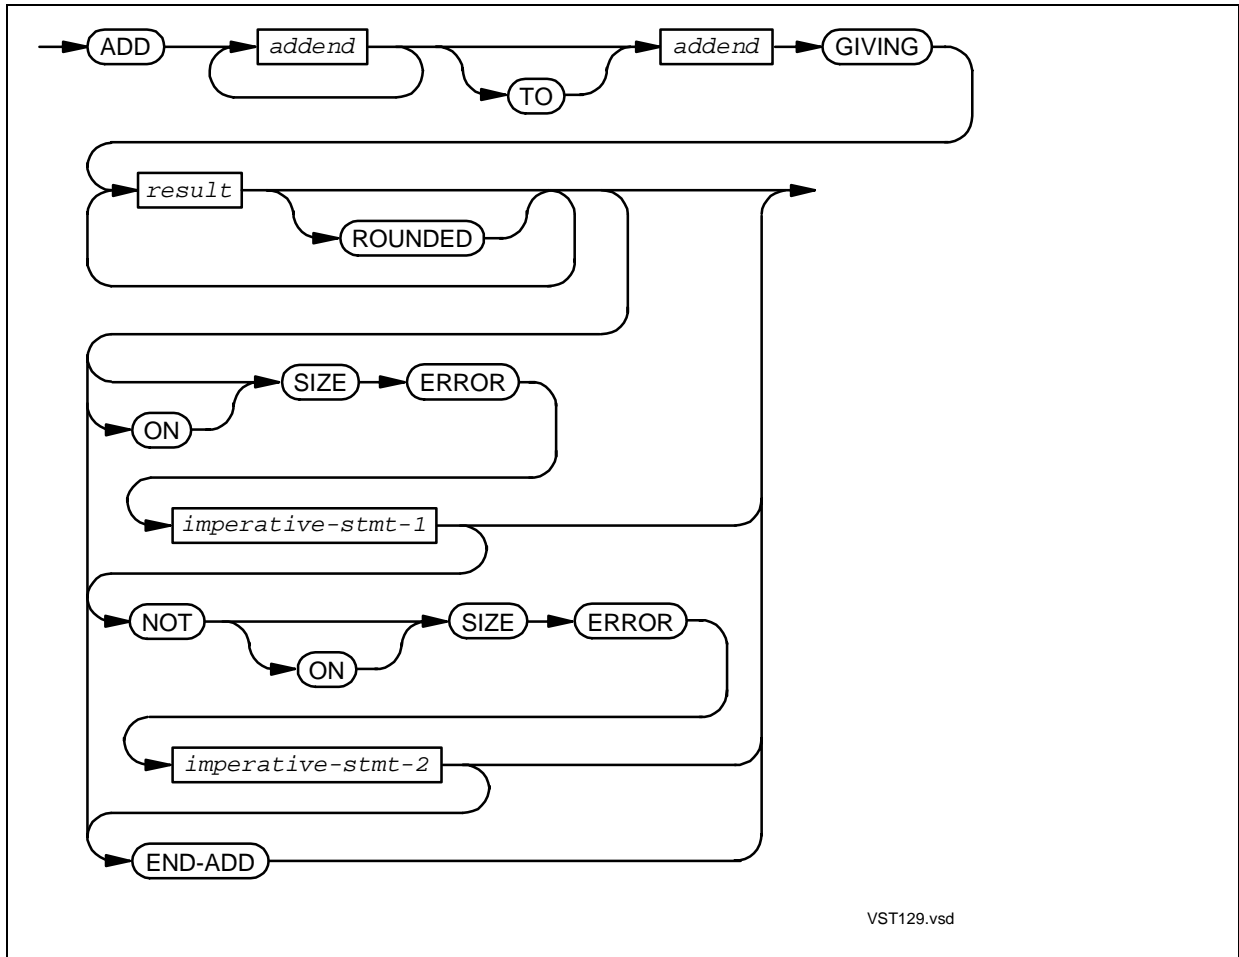 ADD addend addend GIVING
TO
result
ROUNDED
SIZE ERROR
ON
imperative-stmt-1
NOT SIZE ERROR
ON
imperative-stmt-2
END-ADD
VST129.vsd